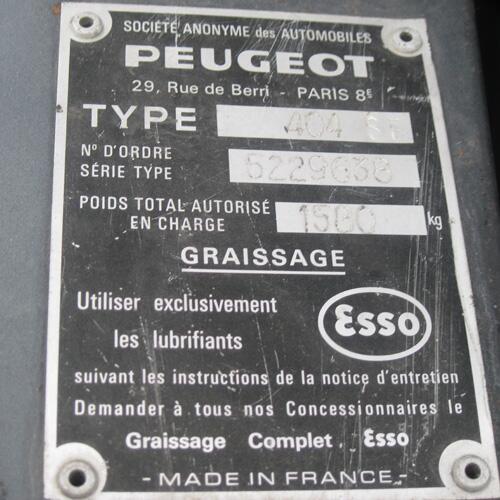 SOCIÉTÉ ANONYME des AUTOMOBILES
PEUGEOT
29, Rue de Berri - PARIS 8E
TYPE 404
N° D'ORDRE
SÉRIE TYPE 5229638
POIDS TOTAL AUTORISÉ
EN CHARGE 1580 kg
GRAISSAGE
Utiliser exclusivement
les lubrifiants
Esso
suivant les instructions de la notice d'entretien
Demander à tous nos Concessionnaires le
Graissage Complet Esso
- MADE IN FRANCE -